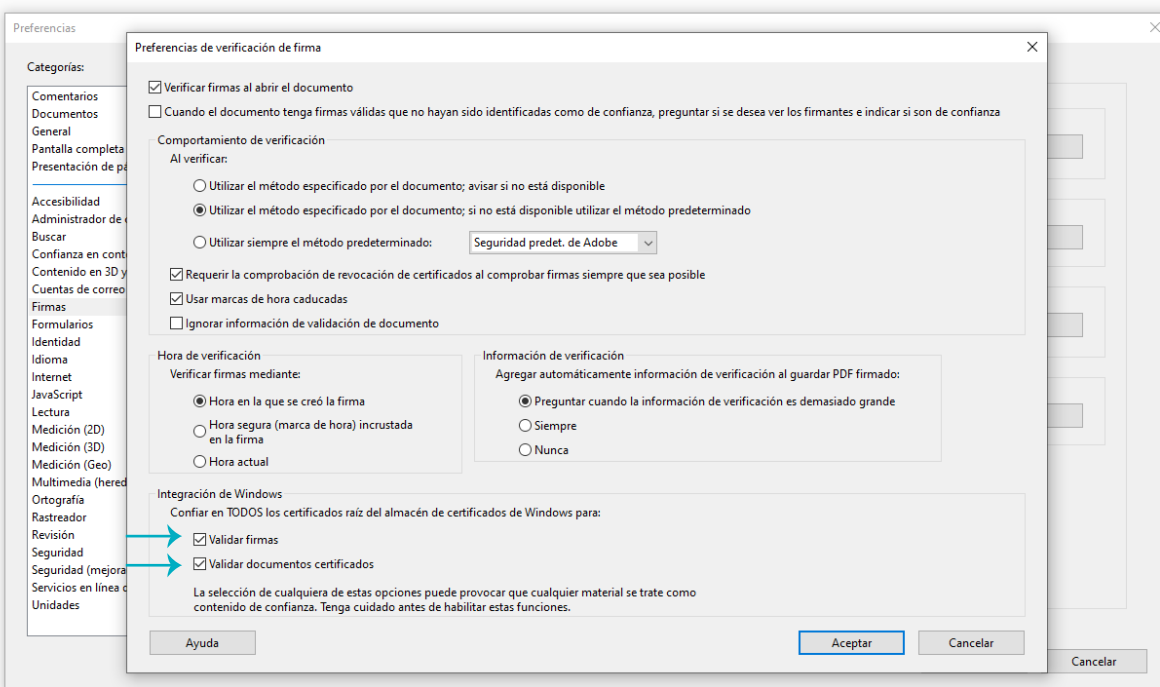 Preferencias
Categorías:
Comentarios
Documentos
General
Pantalla completa
Presentación de
Accesibilidad
Administrador de
Buscar
Confianza en
Contenido en 3D y
Cuentas de correo
Firmas
Formularios
Identidad
Idioma
Internet
JavaScript
Lectura
Medición (2D)
Medición (3D)
Medición (Geo)
Multimedia
Ortografía
Rastreador
Revisión
Seguridad
Seguridad
Servicios en línea
Unidades
Preferencias de verificación de firma
Verificar firmas al abrir el documento
Cuando el documento tenga firmas válidas que no hayan sido identificadas como de confianza, preguntar si se desea ver los firmantes e indicar si son de confianza
Comportamiento de verificación
Al verificar:
Utilizar el método especificado por el documento; avisar si no está disponible
Utilizar el método especificado por el documento; si no está disponible utilizar el método predeterminado
Utilizar siempre el método predeterminado: Seguridad predet. de Adobe
Requerir la comprobación de revocación de certificados al comprobar firmas siempre que sea posible
Usar marcas de hora caducadas
Ignorar información de validación de documento
Hora de verificación
Verificar firmas mediante:
Hora en la que se creó la firma
Hora segura (marca de hora) incrustada
en la firma
Hora actual
Información de verificación
Agregar automáticamente información de verificación al guardar PDF firmado:
Preguntar cuando la información de verificación es demasiado grande
Siempre
Nunca
Integración de Windows
Confiar en TODOS los certificados raíz del almacén de certificados de Windows para:
Validar firmas
Validar documentos certificados
La selección de cualquiera de estas opciones puede provocar que cualquier material se trate como
contenido de confianza. Tenga cuidado antes de habilitar estas funciones.
Ayuda
Aceptar
Cancelar
Cancelar